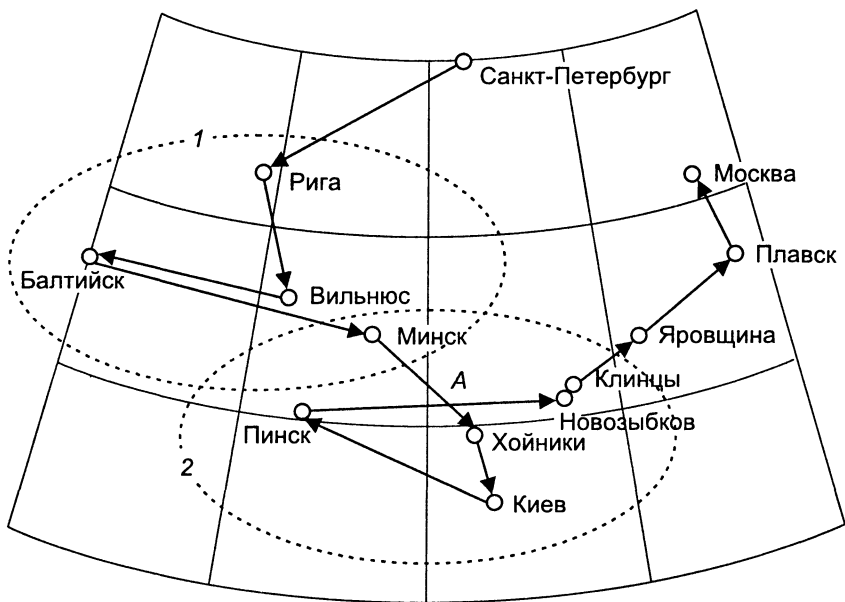 Санкт-Петербург
1
Рига
Москва
Плавск
Балтийск
Вильнюс
Минск
Яровщина
А
Клинцы
Новозыбков
Пинск
Хойники
2
Киев